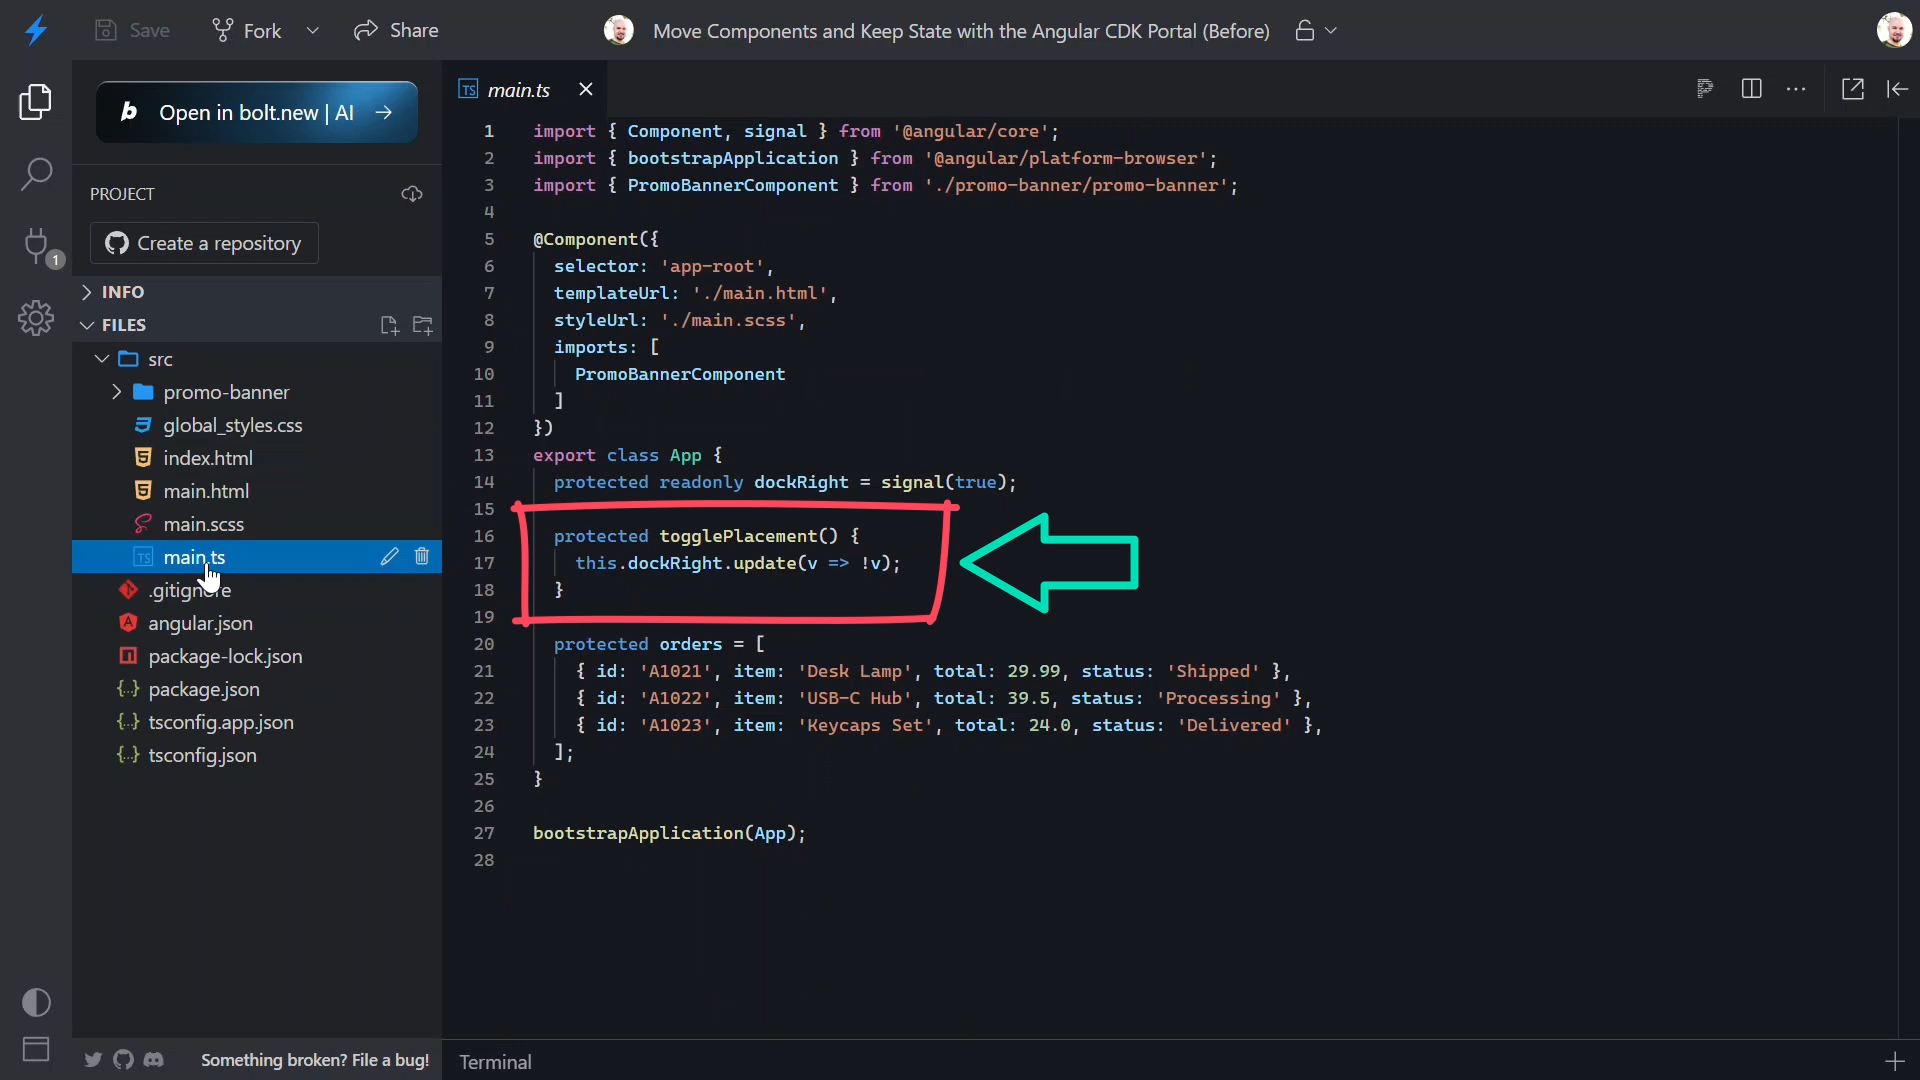 Save
Fork
Share
Move Components and Keep State with the Angular CDK Portal (Before)
b Open in bolt.new | AI
PROJECT
Create a repository
1
INFO
FILES
src
promo-banner
global_styles.css
index.html
main.html
main.scss
TS main.ts
.gitignore
angular.json
package-lock.json
{..} package.json
{..} tsconfig.app.json
{..} tsconfig.json
Something broken? File a bug!
TS main.ts
1 import { Component, signal } from '@angular/core';
2 import { bootstrapApplication } from '@angular/platform-browser';
3 import { PromoBannerComponent } from './promo-banner/promo-banner';
4
5 @Component({
6 selector: 'app-root',
7 templateUrl: './main.html',
8 styleUrl: './main.scss',
9 imports: [
10 PromoBannerComponent
11 ]
12 })
13 export class App {
14 protected readonly dockRight = signal(true);
15
16 protected togglePlacement() {
17 this.dockRight.update(v => !v);
18 }
19
20 protected orders = [
21 { id: 'A1021', item: 'Desk Lamp', total: 29.99, status: 'Shipped' },
22 { id: 'A1022', item: 'USB-C Hub', total: 39.5, status: 'Processing' },
23 { id: 'A1023', item: 'Keycaps Set', total: 24.0, status: 'Delivered' },
24 ];
25 }
26
27 bootstrapApplication(App);
28
Terminal